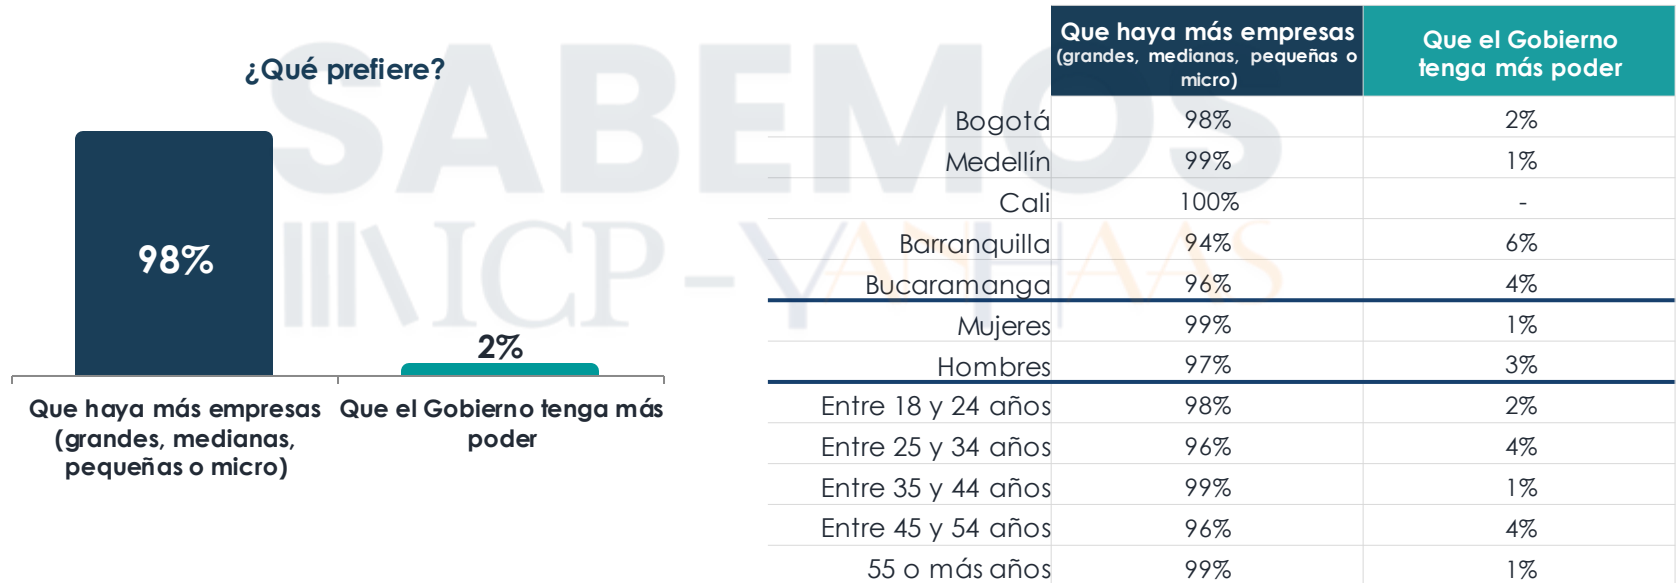 ¿Qué prefiere?
98%
2%
Que haya más empresas
(grandes, medianas,
pequeñas o micro)
Que el Gobierno tenga más
poder
Que haya más empresas
(grandes, medianas, pequeñas o
micro)
Que el Gobierno
tenga más poder
Bogotá 98% 2%
Medellín 99% 1%
Cali 100% -
Barranquilla 94% 6%
Bucaramanga 96% 4%
Mujeres 99% 1%
Hombres 97% 3%
Entre 18 y 24 años 98% 2%
Entre 25 y 34 años 96% 4%
Entre 35 y 44 años 99% 1%
Entre 45 y 54 años 96% 4%
55 o más años 99% 1%
SABEMOS
ICP - YANHAAS